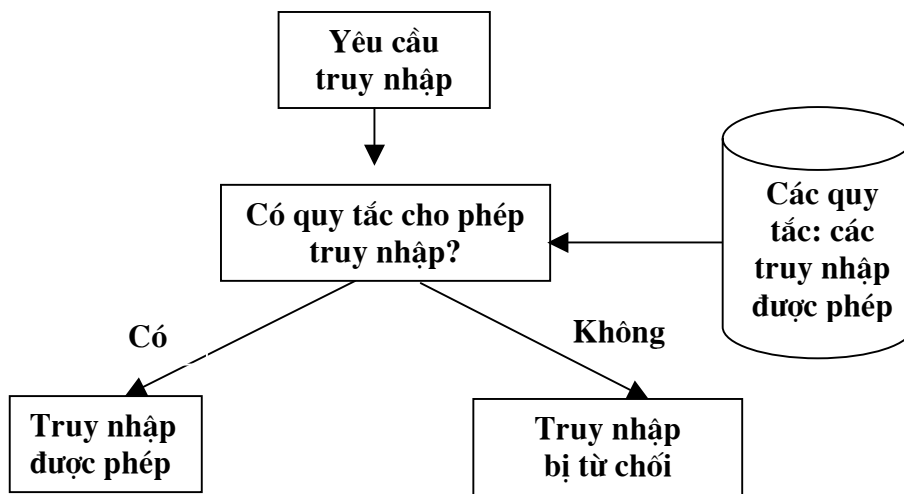 Yêu cầu
truy nhập
Có quy tắc cho phép
truy nhập?
Các quy
tắc: các
truy nhập
được phép
Có
Không
Truy nhập
được phép
Truy nhập
bị từ chối